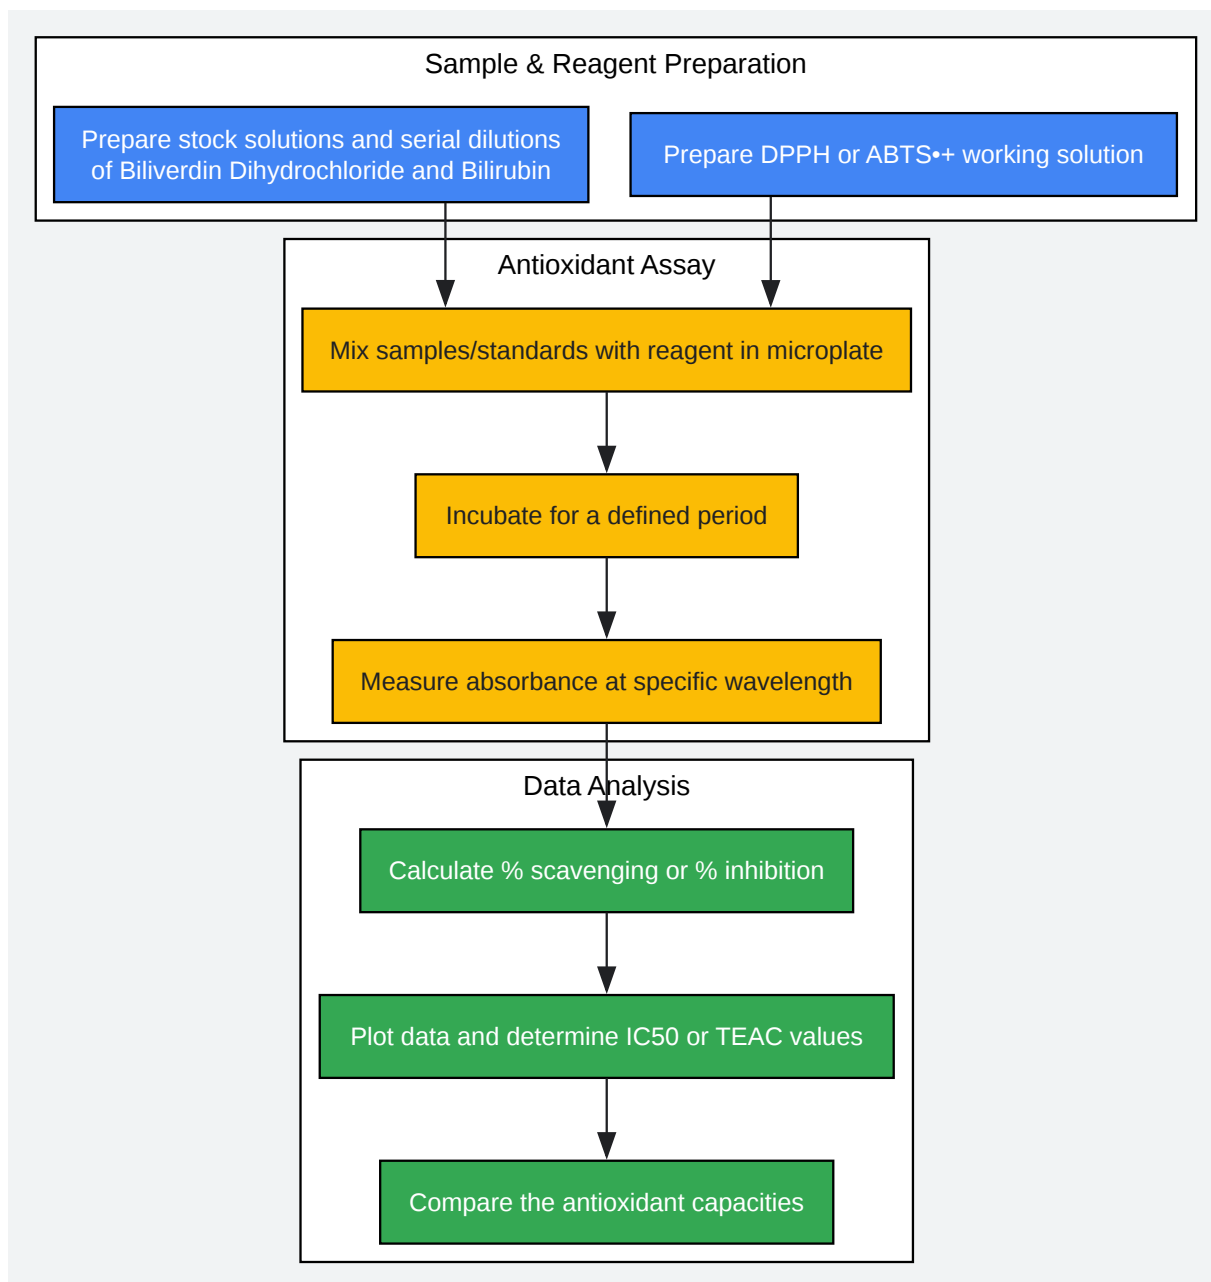 Sample & Reagent Preparation
Prepare stock solutions and serial dilutions
of Biliverdin Dihydrochloride and Bilirubin
Prepare DPPH or ABTS•+ working solution
Antioxidant Assay
Mix samples/standards with reagent in microplate
Incubate for a defined period
Measure absorbance at specific wavelength
Data Analysis
Calculate % scavenging or % inhibition
Plot data and determine IC50 or TEAC values
Compare the antioxidant capacities